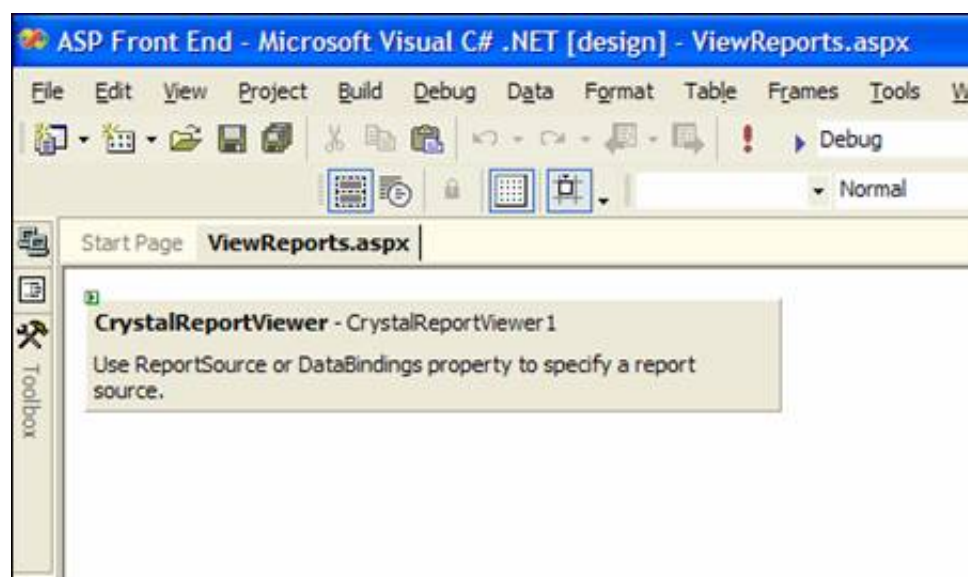 ASP Front End - Microsoft Visual C# .NET [design] - ViewReports.aspx
File Edit View Project Build Debug Data Format Table Frames Tools
Debug
Normal
Start Page ViewReports.aspx
CrystalReportViewer - CrystalReportViewer1
Use ReportSource or DataBindings property to specify a report
source.
Toolbox